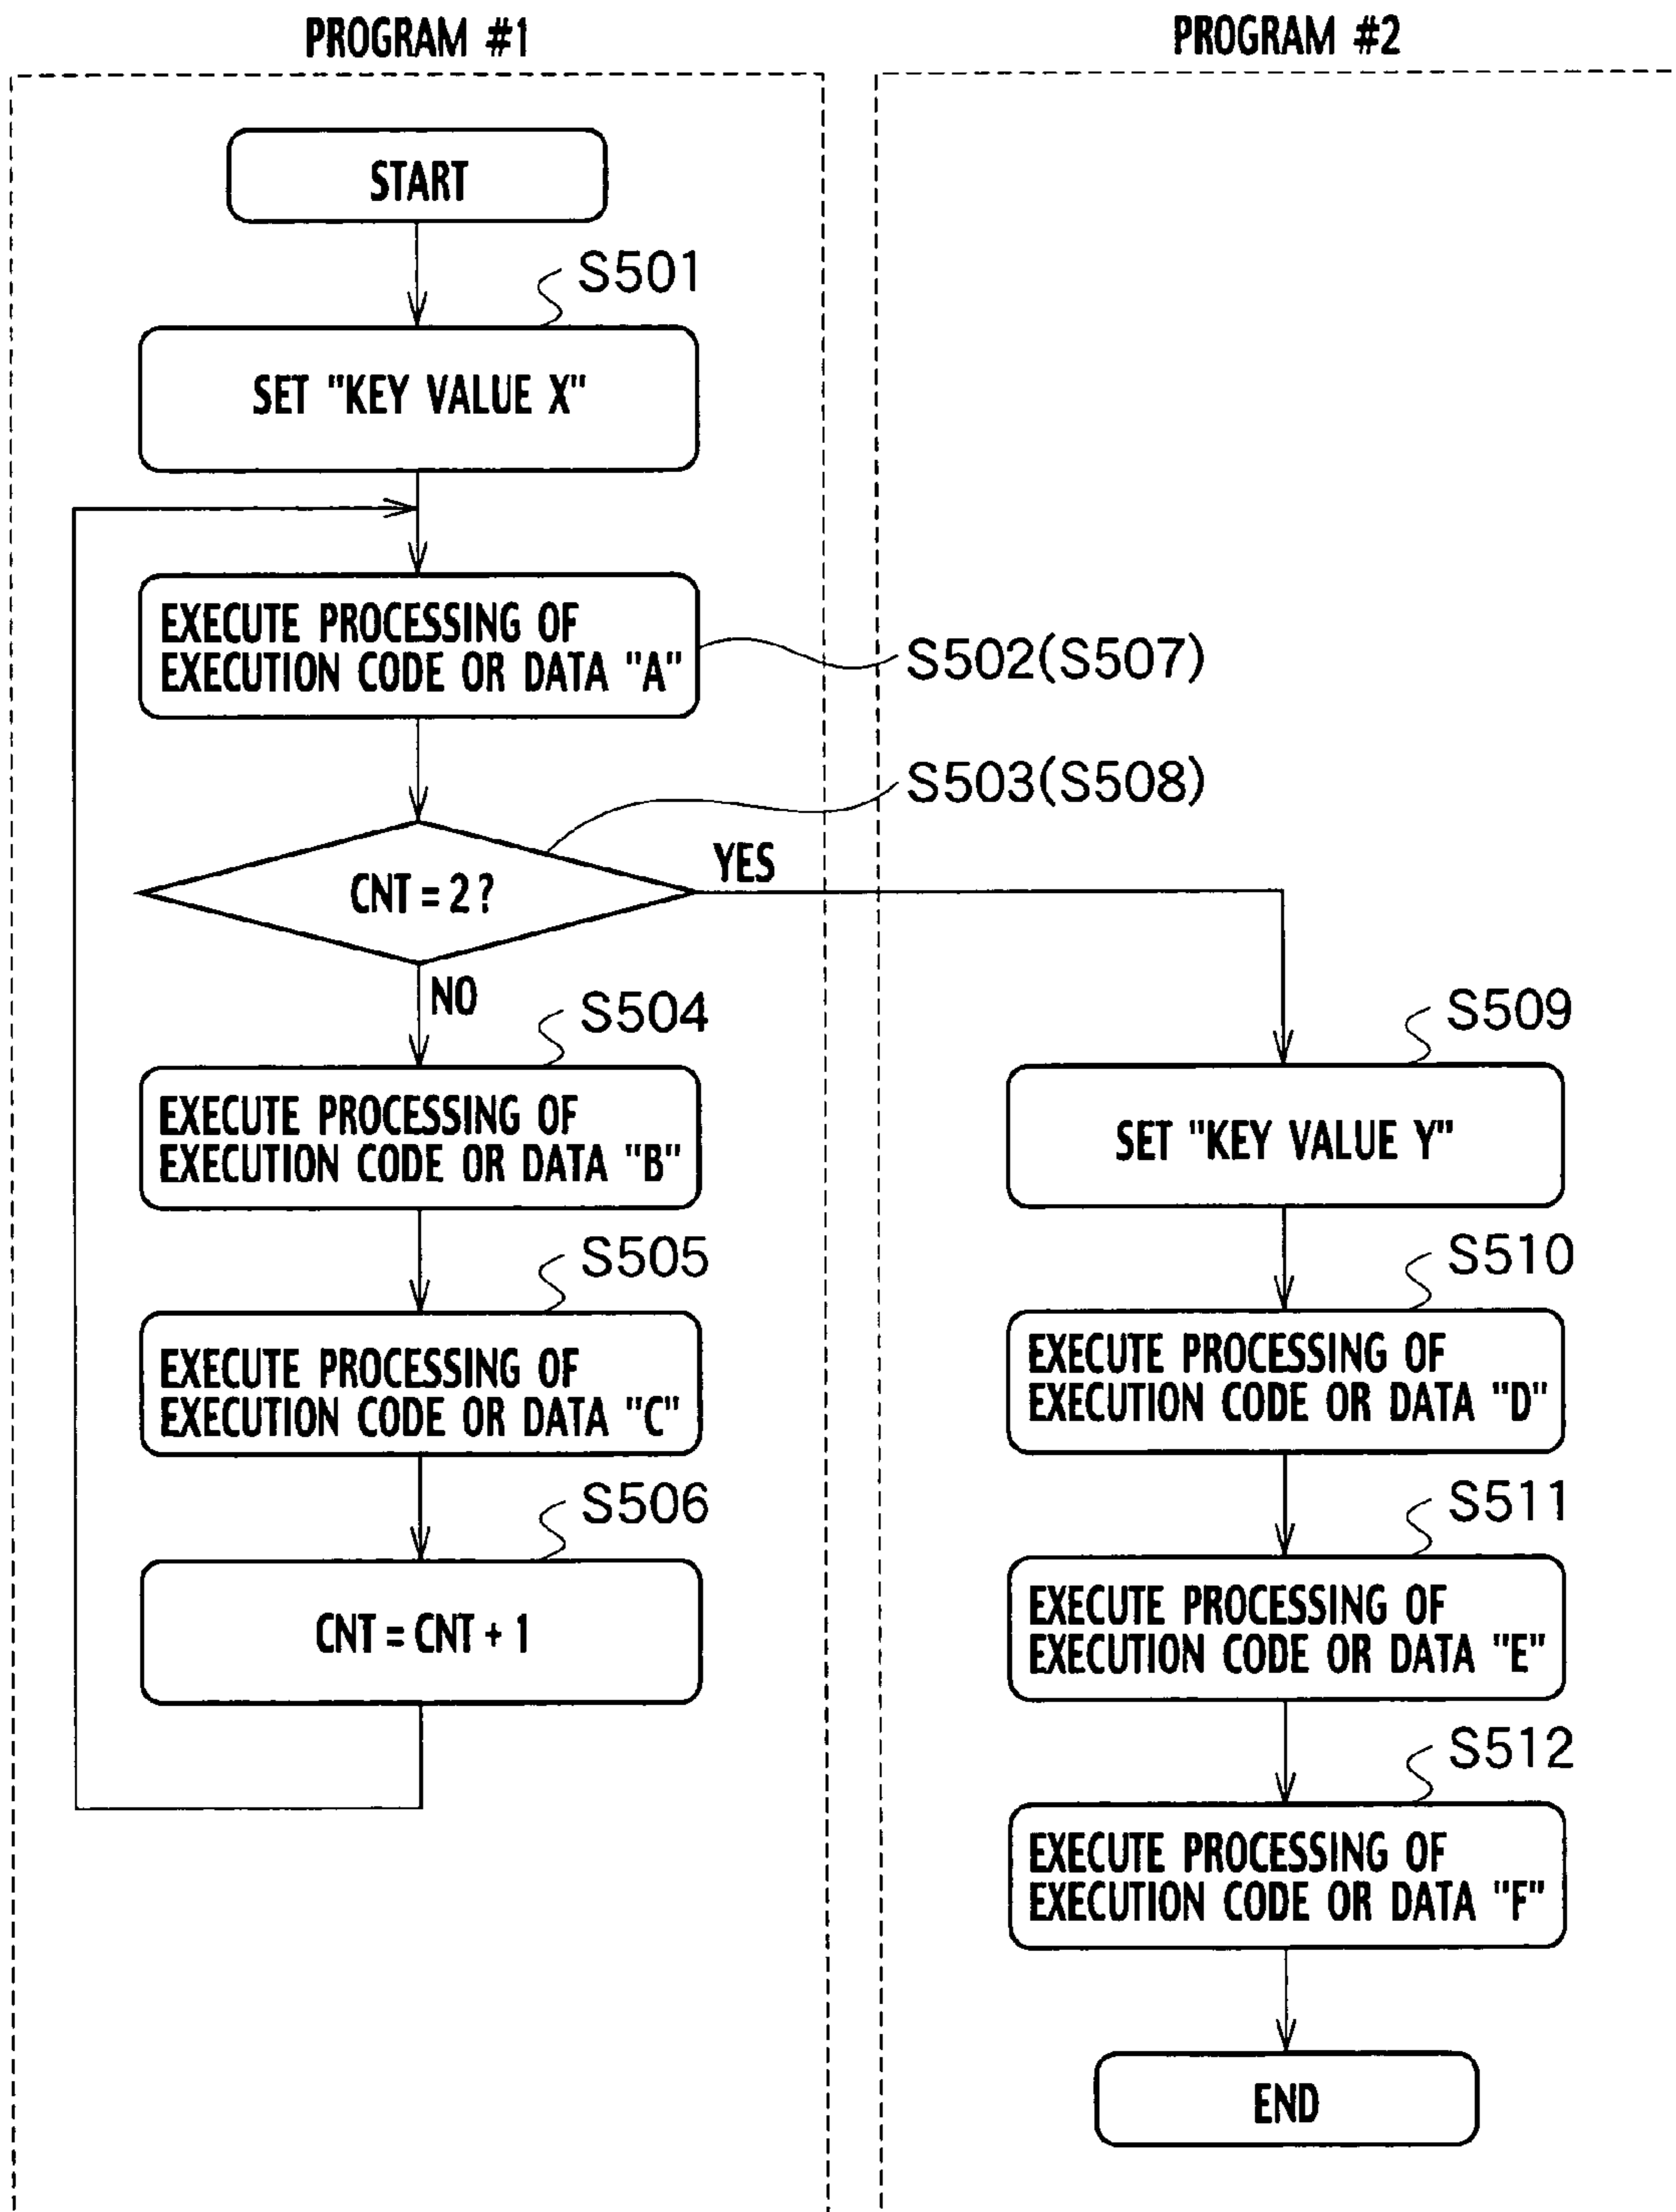 PROGRAM #1
START
S501
SET "KEY VALUE X"
EXECUTE PROCESSING OF
EXECUTION CODE OR DATA "A"
S502(S507)
S503(S508)
CNT = 2 ?
YES
NO
S504
EXECUTE PROCESSING OF
EXECUTION CODE OR DATA "B"
S505
EXECUTE PROCESSING OF
EXECUTION CODE OR DATA "C"
S506
CNT = CNT + 1
PROGRAM #2
S509
SET "KEY VALUE Y"
S510
EXECUTE PROCESSING OF
EXECUTION CODE OR DATA "D"
S511
EXECUTE PROCESSING OF
EXECUTION CODE OR DATA "E"
S512
EXECUTE PROCESSING OF
EXECUTION CODE OR DATA "F"
END